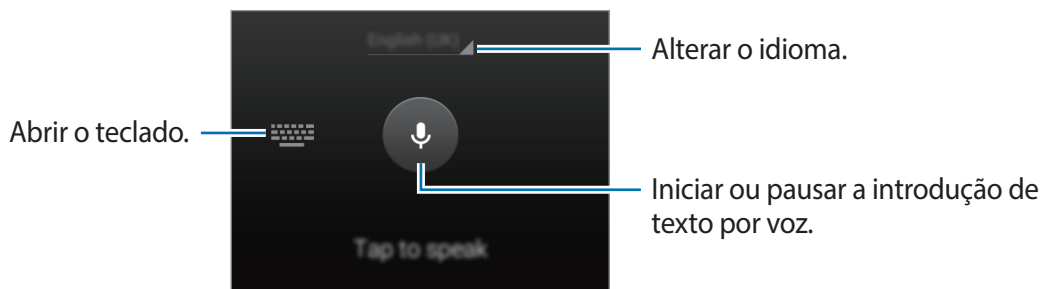 English (UK)
Alterar o idioma.
Abrir o teclado.
Iniciar ou pausar a introdução de
texto por voz.
Tap to speak